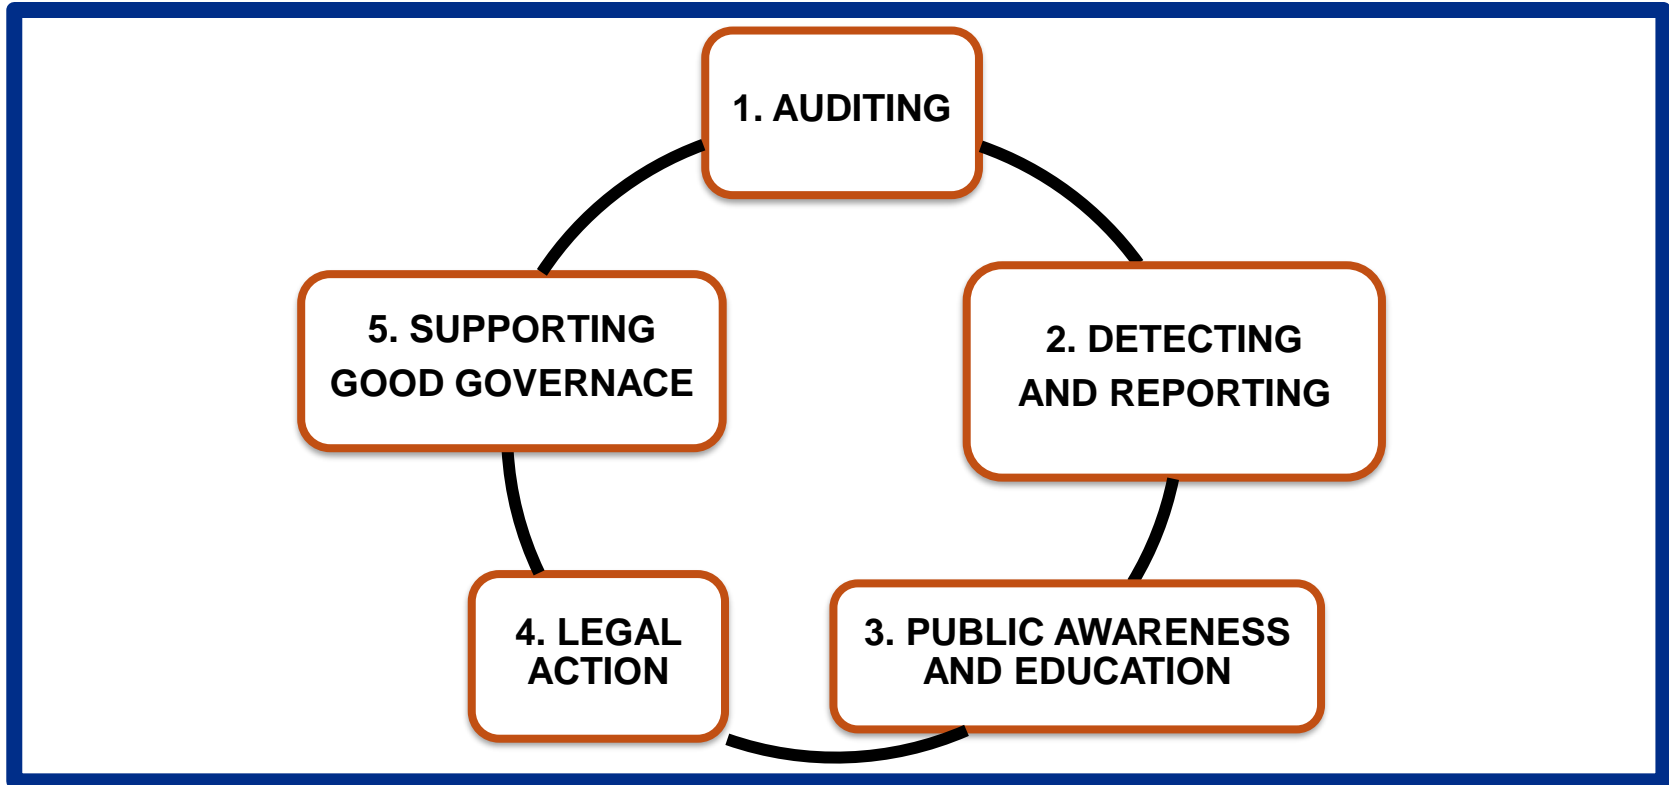 1. AUDITING
2. DETECTING
AND REPORTING
3. PUBLIC AWARENESS
AND EDUCATION
4. LEGAL
ACTION
5. SUPPORTING
GOOD GOVERNACE